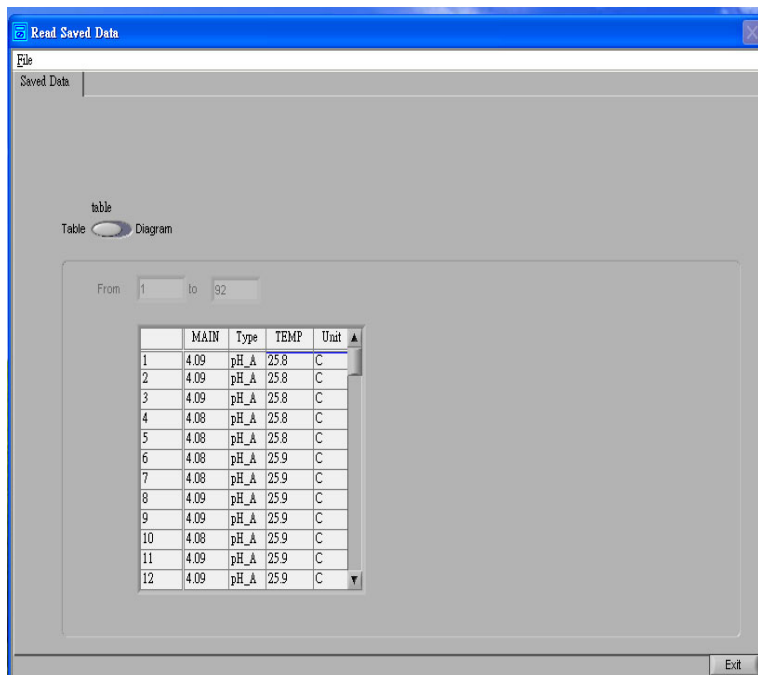 Read Saved Data
File
Saved Data
table
Table Diagram
From 1 to 92
MAIN Type TEMP Unit
1 4.09 pH_A 25.8 C
2 4.09 pH_A 25.8 C
3 4.09 pH_A 25.8 C
4 4.08 pH_A 25.8 C
5 4.08 pH_A 25.8 C
6 4.08 pH_A 25.9 C
7 4.08 pH_A 25.9 C
8 4.09 pH_A 25.9 C
9 4.09 pH_A 25.9 C
10 4.08 pH_A 25.9 C
11 4.09 pH_A 25.9 C
12 4.09 pH_A 25.9 C
Exit